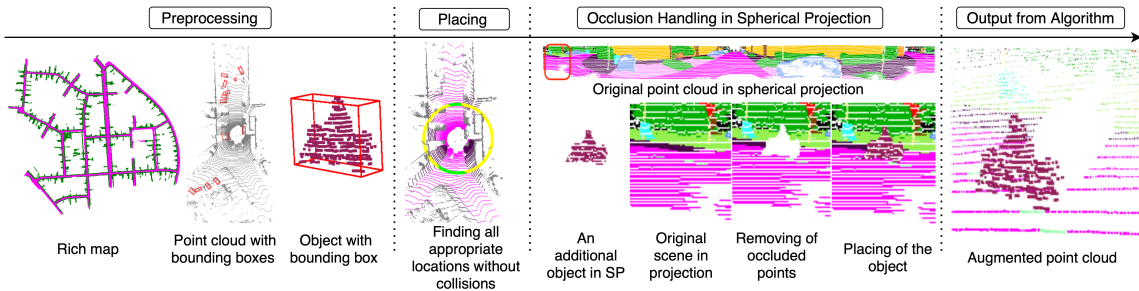 Preprocessing
Placing
Occlusion Handling in Spherical Projection
Output from Algorithm
Original point cloud in spherical projection
Rich map
Point cloud with
bounding boxes
Object with
bounding box
Finding all
appropriate
locations without
collisions
An
additional
object in SP
Original
scene in
projection
Removing of
occluded
points
Placing of the
object
Augmented point cloud